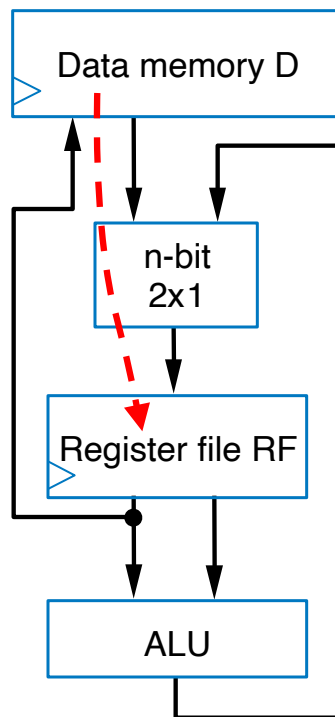 Data memory D
n-bit
2x1
Register file RF
ALU